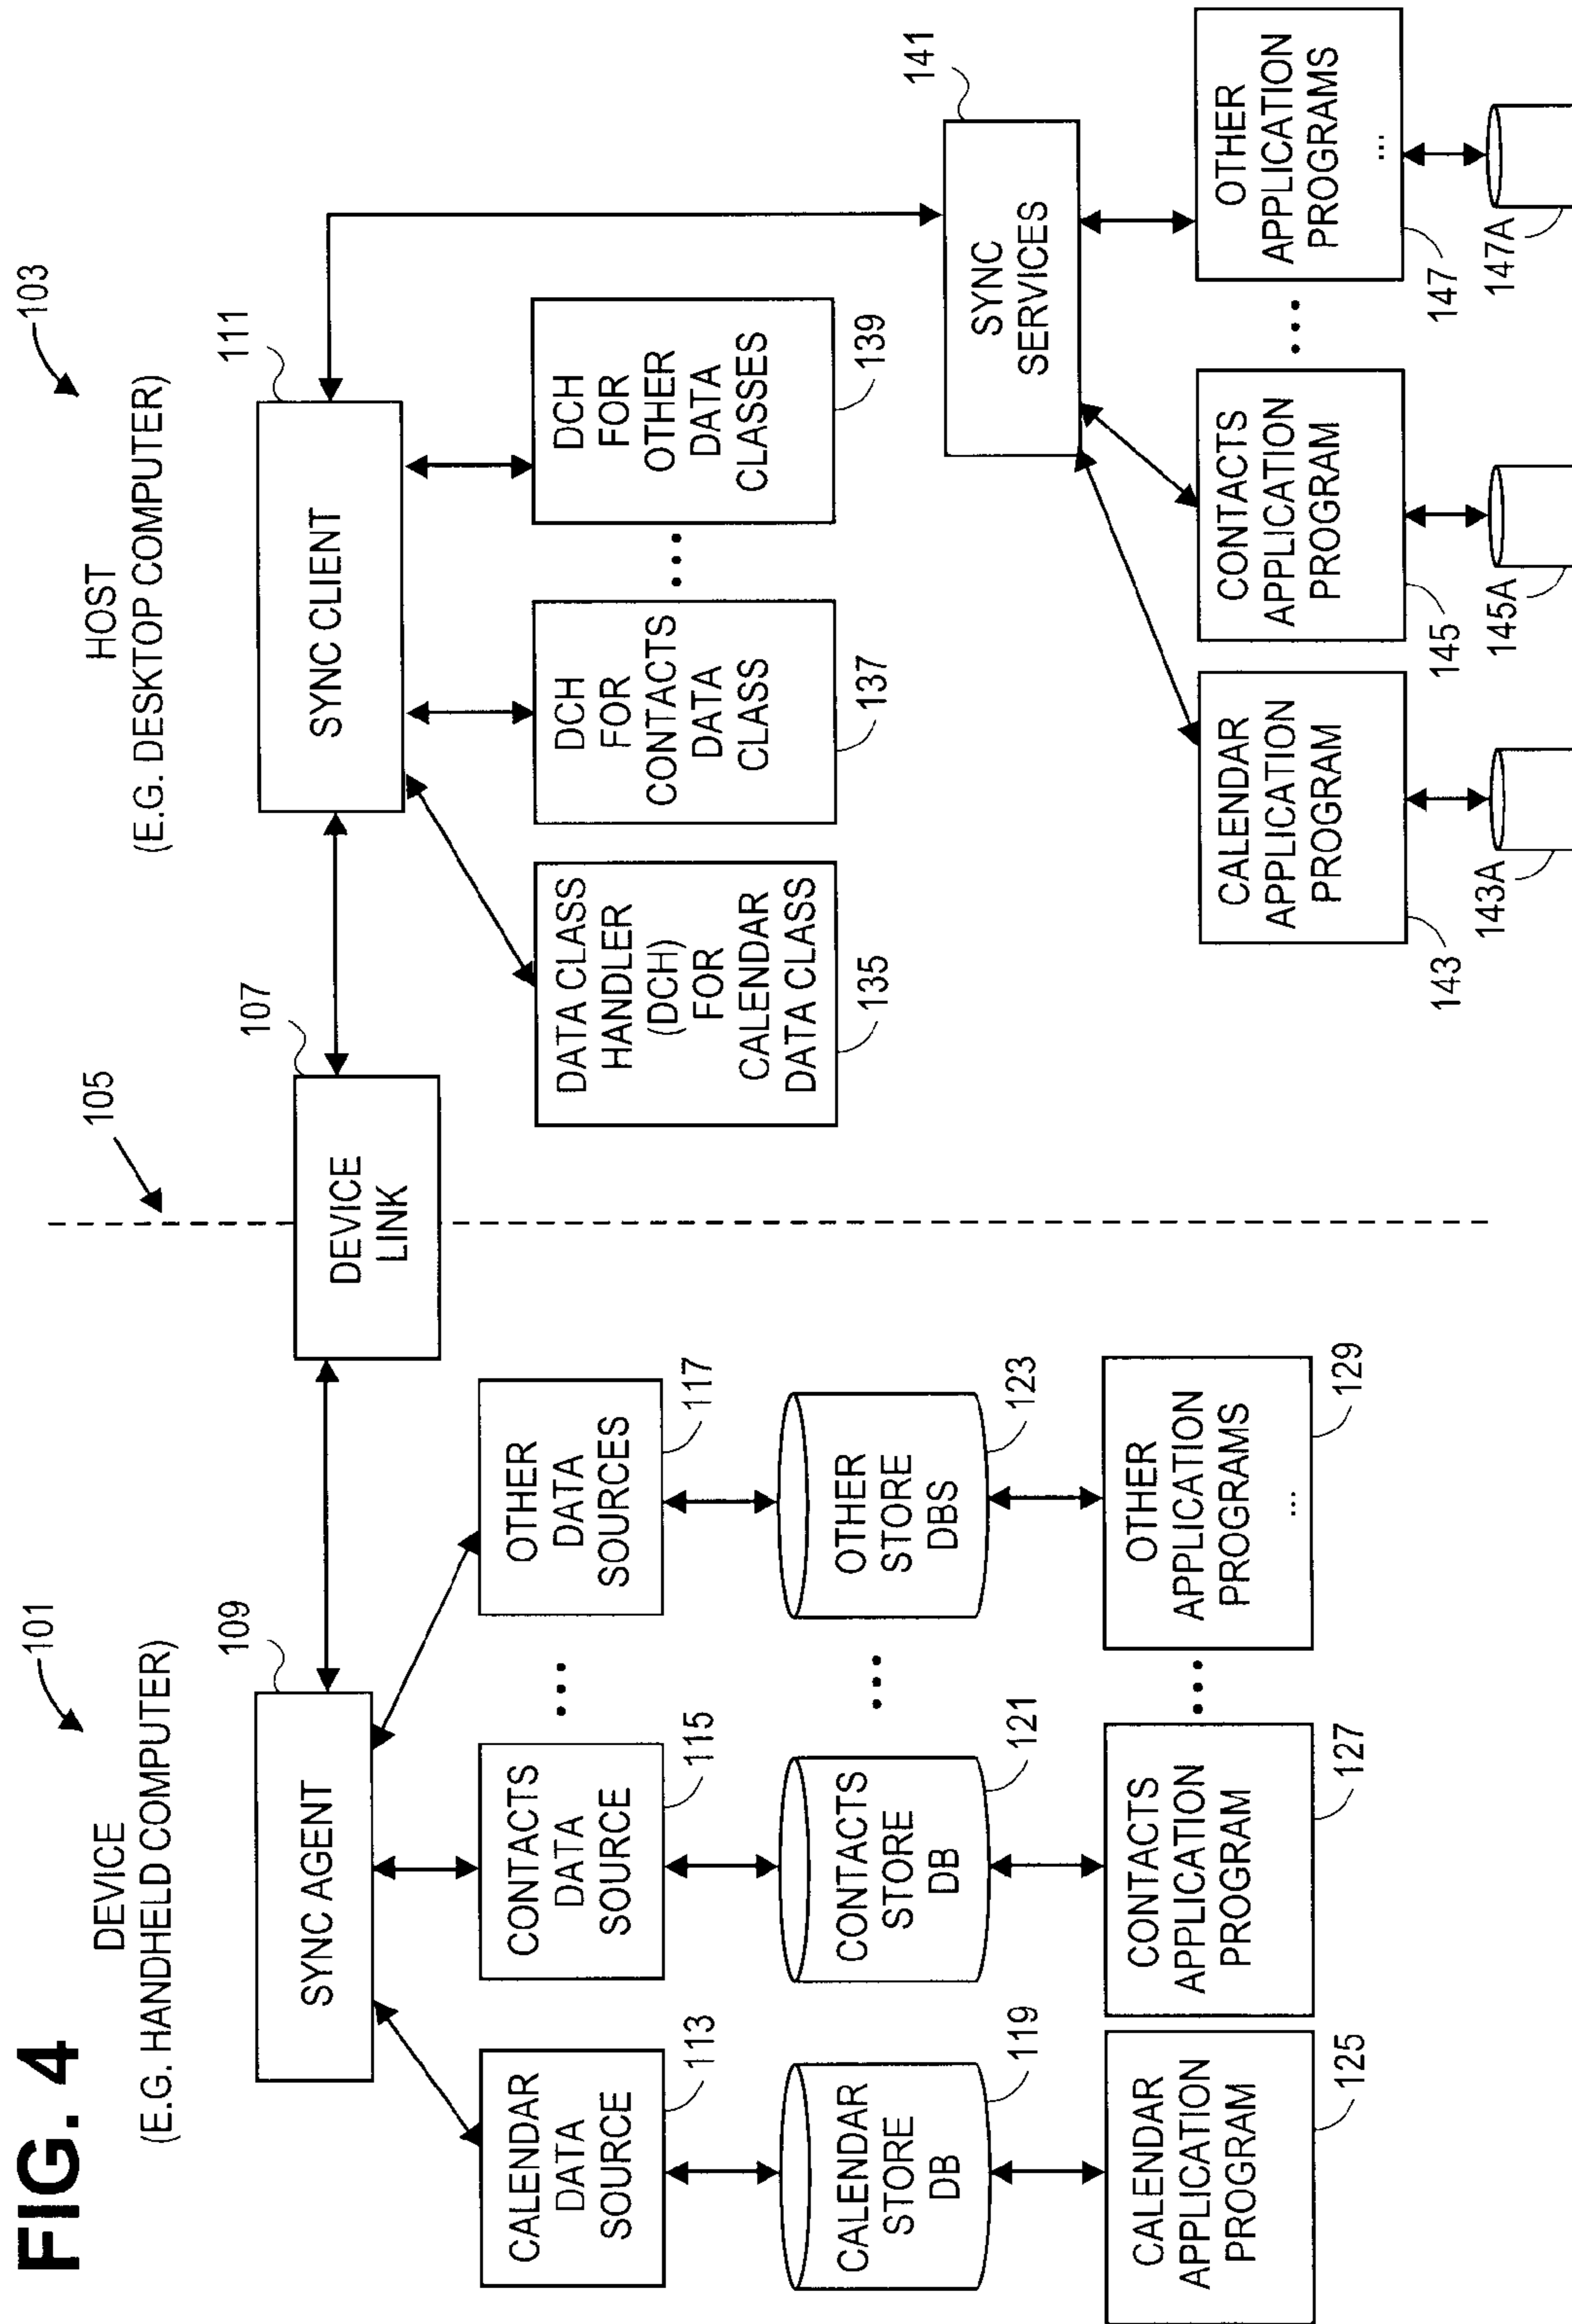 FIG. 4
101
DEVICE
(E.G. HANDHELD COMPUTER)
109
SYNC AGENT
CALENDAR
DATA
SOURCE
113
CONTACTS
DATA
SOURCE
115
...
OTHER
DATA
SOURCES
117
CALENDAR
STORE
DB
119
CONTACTS
STORE
DB
121
...
OTHER
STORE
DBS
123
CALENDAR
APPLICATION
PROGRAM
125
CONTACTS
APPLICATION
PROGRAM
127
...
OTHER
APPLICATION
PROGRAMS
...
129
105
107
DEVICE
LINK
103
HOST
(E.G. DESKTOP COMPUTER)
111
SYNC CLIENT
DATA CLASS
HANDLER
(DCH)
FOR
CALENDAR
DATA CLASS
135
DCH
FOR
CONTACTS
DATA
CLASS
137
...
DCH
FOR
OTHER
DATA
CLASSES
139
141
SYNC
SERVICES
CALENDAR
APPLICATION
PROGRAM
143
143A
CONTACTS
APPLICATION
PROGRAM
145
145A
...
OTHER
APPLICATION
PROGRAMS
...
147
147A